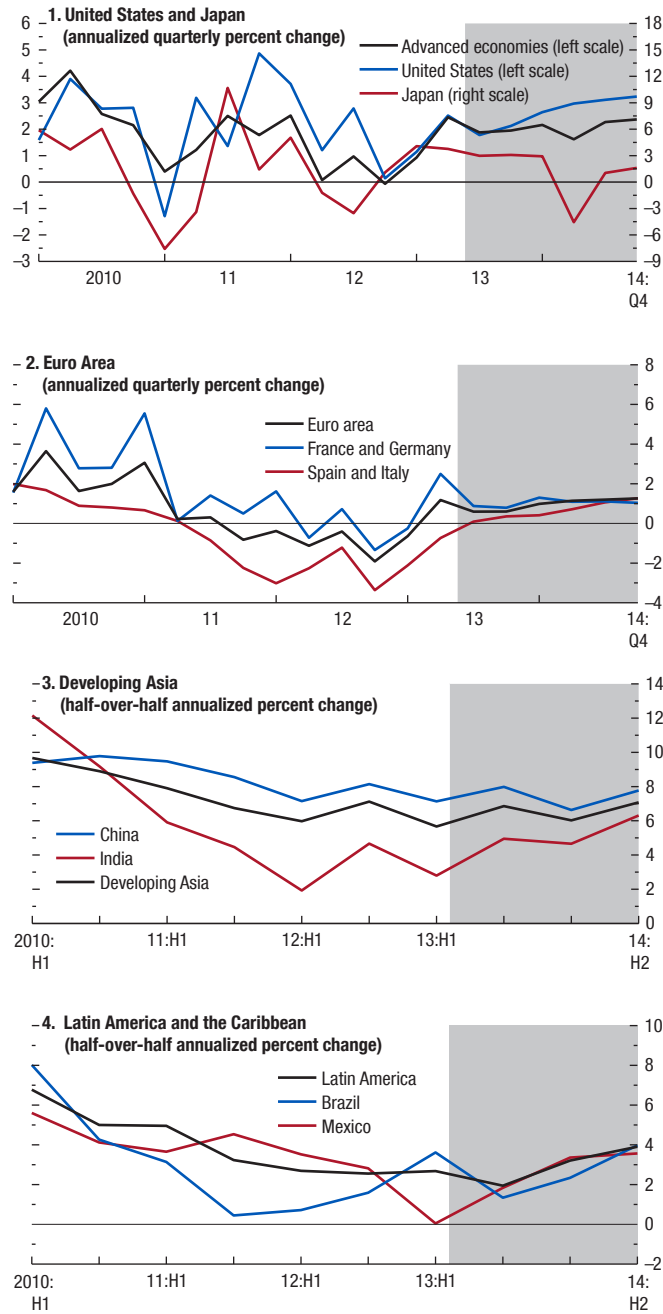 1. United States and Japan
(annualized quarterly percent change)
Advanced economies (left scale)
United States (left scale)
Japan (right scale)
6
5
4
3
2
1
0
–1
–2
–3
18
15
12
9
6
3
0
–3
–6
–9
2010 11 12 13 14:
Q4
2. Euro Area
(annualized quarterly percent change)
Euro area
France and Germany
Spain and Italy
8
6
4
2
0
–2
–4
2010 11 12 13 14:
Q4
3. Developing Asia
(half-over-half annualized percent change)
China
India
Developing Asia
14
12
10
8
6
4
2
0
2010: 11:H1 12:H1 13:H1 14:
H1 H2
4. Latin America and the Caribbean
(half-over-half annualized percent change)
Latin America
Brazil
Mexico
10
8
6
4
2
0
–2
2010: 11:H1 12:H1 13:H1 14:
H1 H2